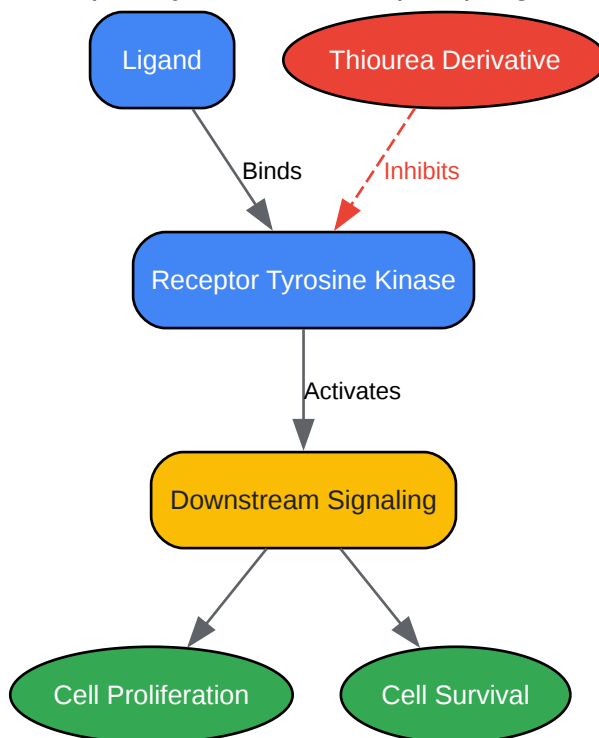 Ligand
Thiourea Derivative
Binds
Inhibits
Receptor Tyrosine Kinase
Activates
Downstream Signaling
Cell Proliferation
Cell Survival